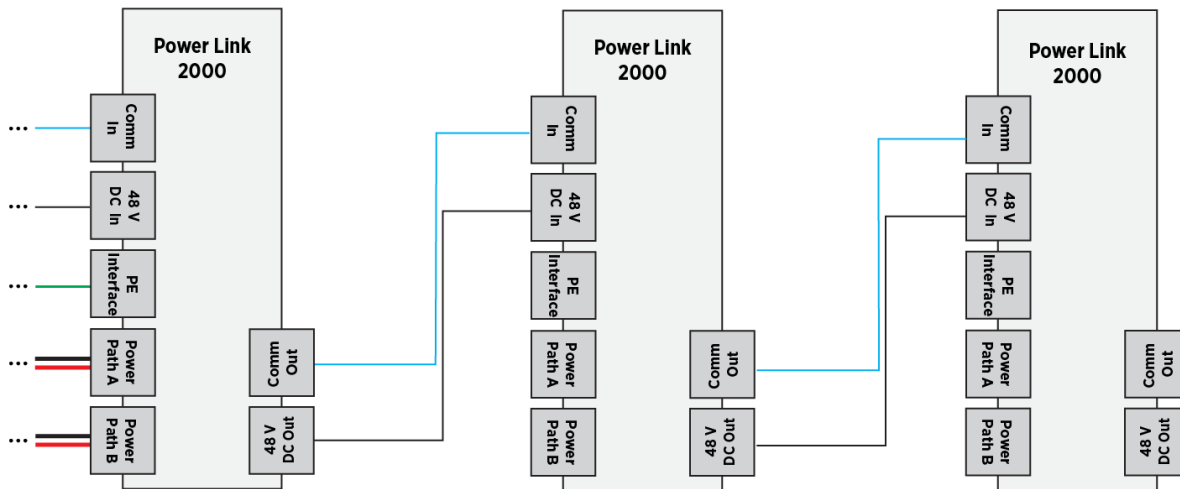 Power Link
2000
Comm
In
48 V
DC In
PE
Interface
Power
Path A
Power
Path B
Out
Comm
DC Out
48 V
Power Link
2000
Comm
In
48 V
DC In
PE
Interface
Power
Path A
Power
Path B
Out
Comm
DC Out
48 V
Power Link
2000
Comm
In
48 V
DC In
PE
Interface
Power
Path A
Power
Path B
Out
Comm
DC Out
48 V